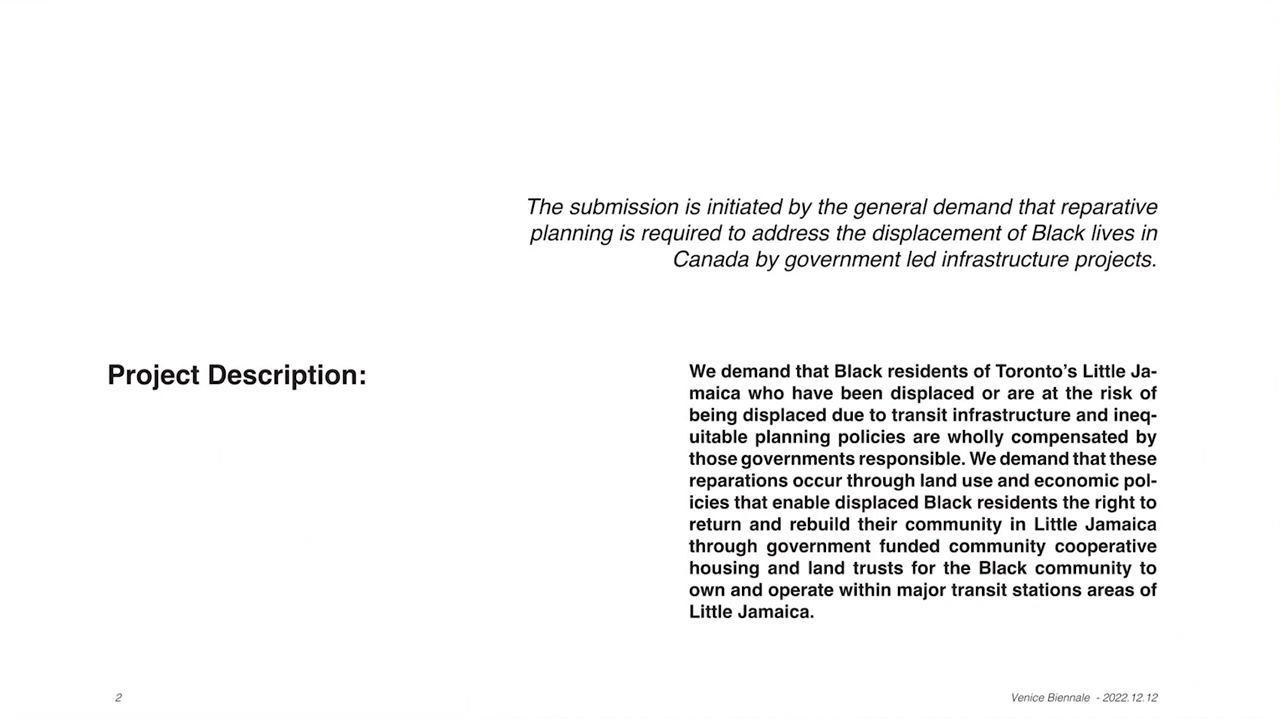 The submission is initiated by the general demand that reparative
planning is required to address the displacement of Black lives in
Canada by government led infrastructure projects.
Project Description:
We demand that Black residents of Toronto’s Little Ja-
maica who have been displaced or are at the risk of
being displaced due to transit infrastructure and ineq-
uitable planning policies are wholly compensated by
those governments responsible. We demand that these
reparations occur through land use and economic pol-
icies that enable displaced Black residents the right to
return and rebuild their community in Little Jamaica
through government funded community cooperative
housing and land trusts for the Black community to
own and operate within major transit stations areas of
Little Jamaica.
2
Venice Biennale - 2022.12.12